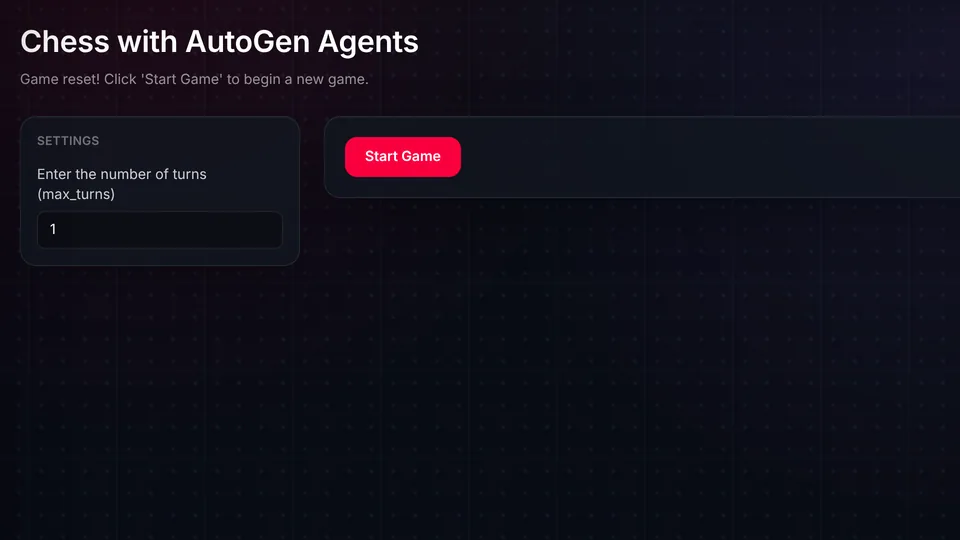 Chess with AutoGen Agents
Game reset! Click 'Start Game' to begin a new game.
SETTINGS
Enter the number of turns
(max_turns)
1
Start Game